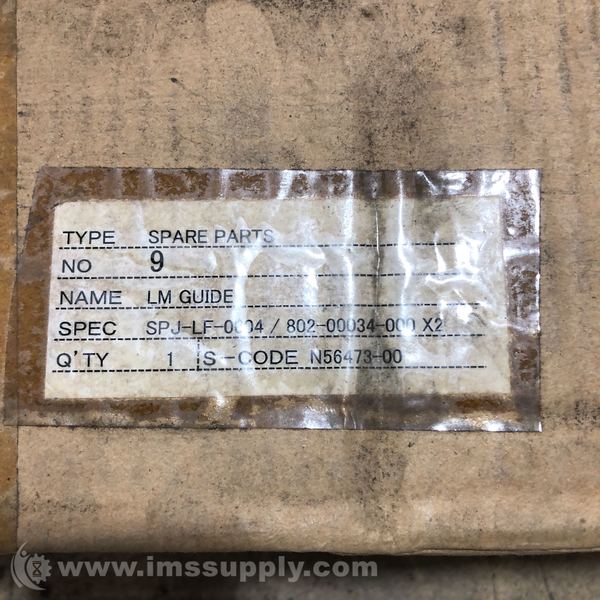 TYPE SPARE PARTS
NO 9
NAME LM GUIDE
SPEC SPJ-LF-0004 / 802-00034-000 X2
Q'TY 1 S-CODE N56473-00
www.imssupply.com